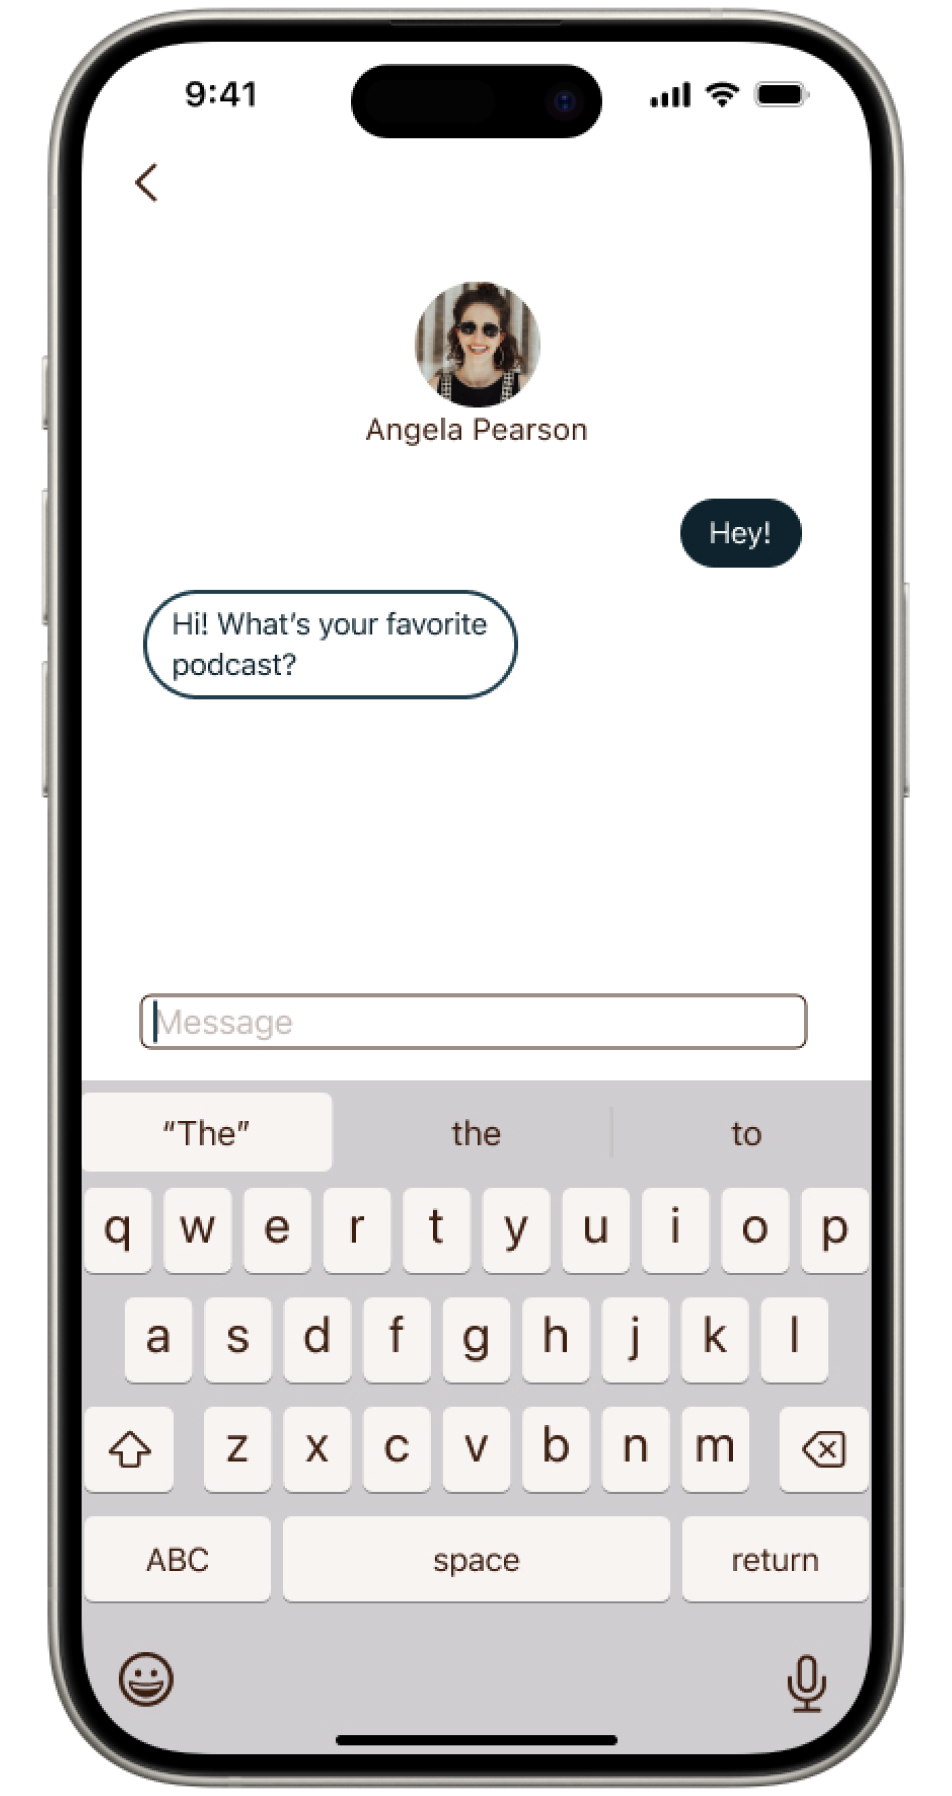 9:41
Angela Pearson
Hey!
Hi! What's your favorite
podcast?
Message
“The” the to
q w e r t y u i o p
a s d f g h j k l
z x c v b n m
ABC space return